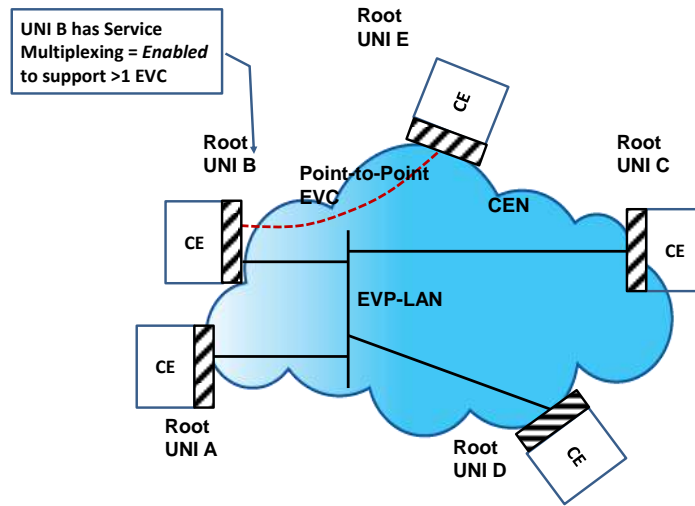 UNI B has Service
Multiplexing = Enabled
to support >1 EVC
Root
UNI E
CE
Root
UNI B
Root
UNI C
Point-to-Point
EVC
CEN
CE
CE
EVP-LAN
CE
Root
UNI A
Root
UNI D
CE